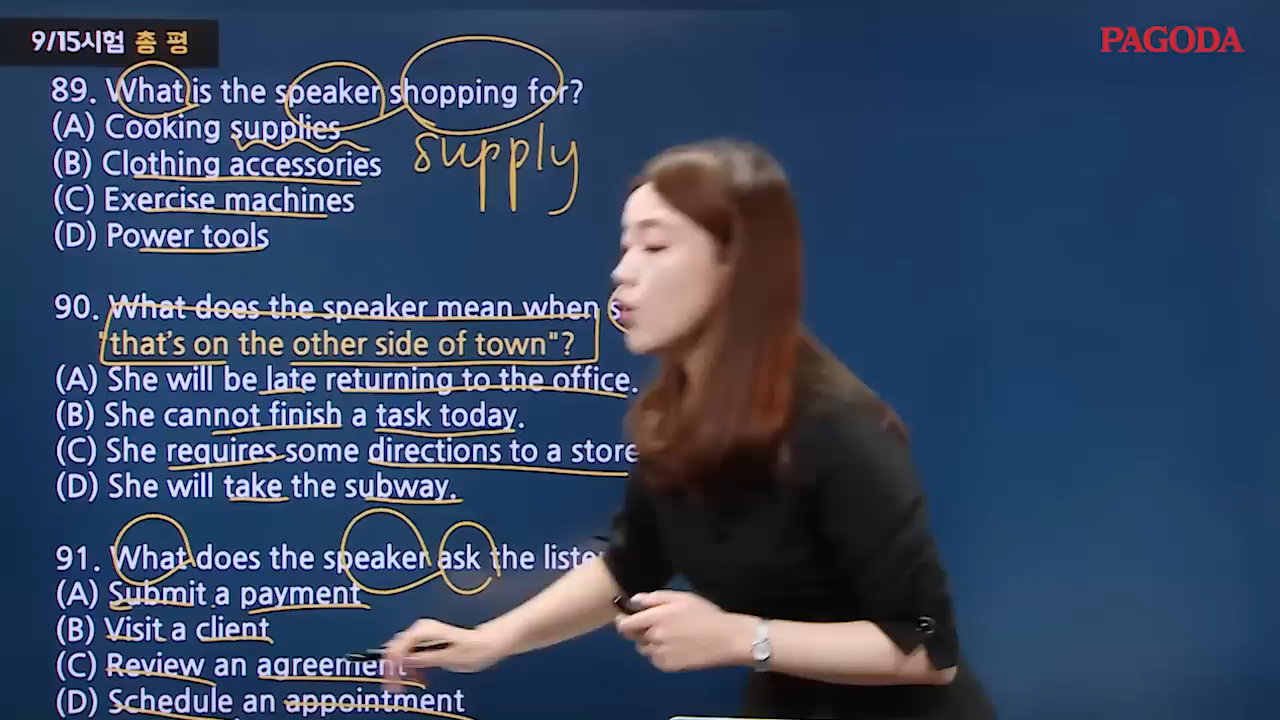 9/15시험 총평
PAGODA
89. What is the speaker shopping for?
(A) Cooking supplies
supply
(B) Clothing accessories
(C) Exercise machines
(D) Power tools
90. What does the speaker mean when
"that's on the other side of town"?
(A) She will be late returning to the office.
(B) She cannot finish a task today.
(C) She requires some directions to a store
(D) She will take the subway.
91. What does the speaker ask the
(A) Submit a payment
(B) Visit a client
(C) Review an agreement
(D) Schedule an appointment